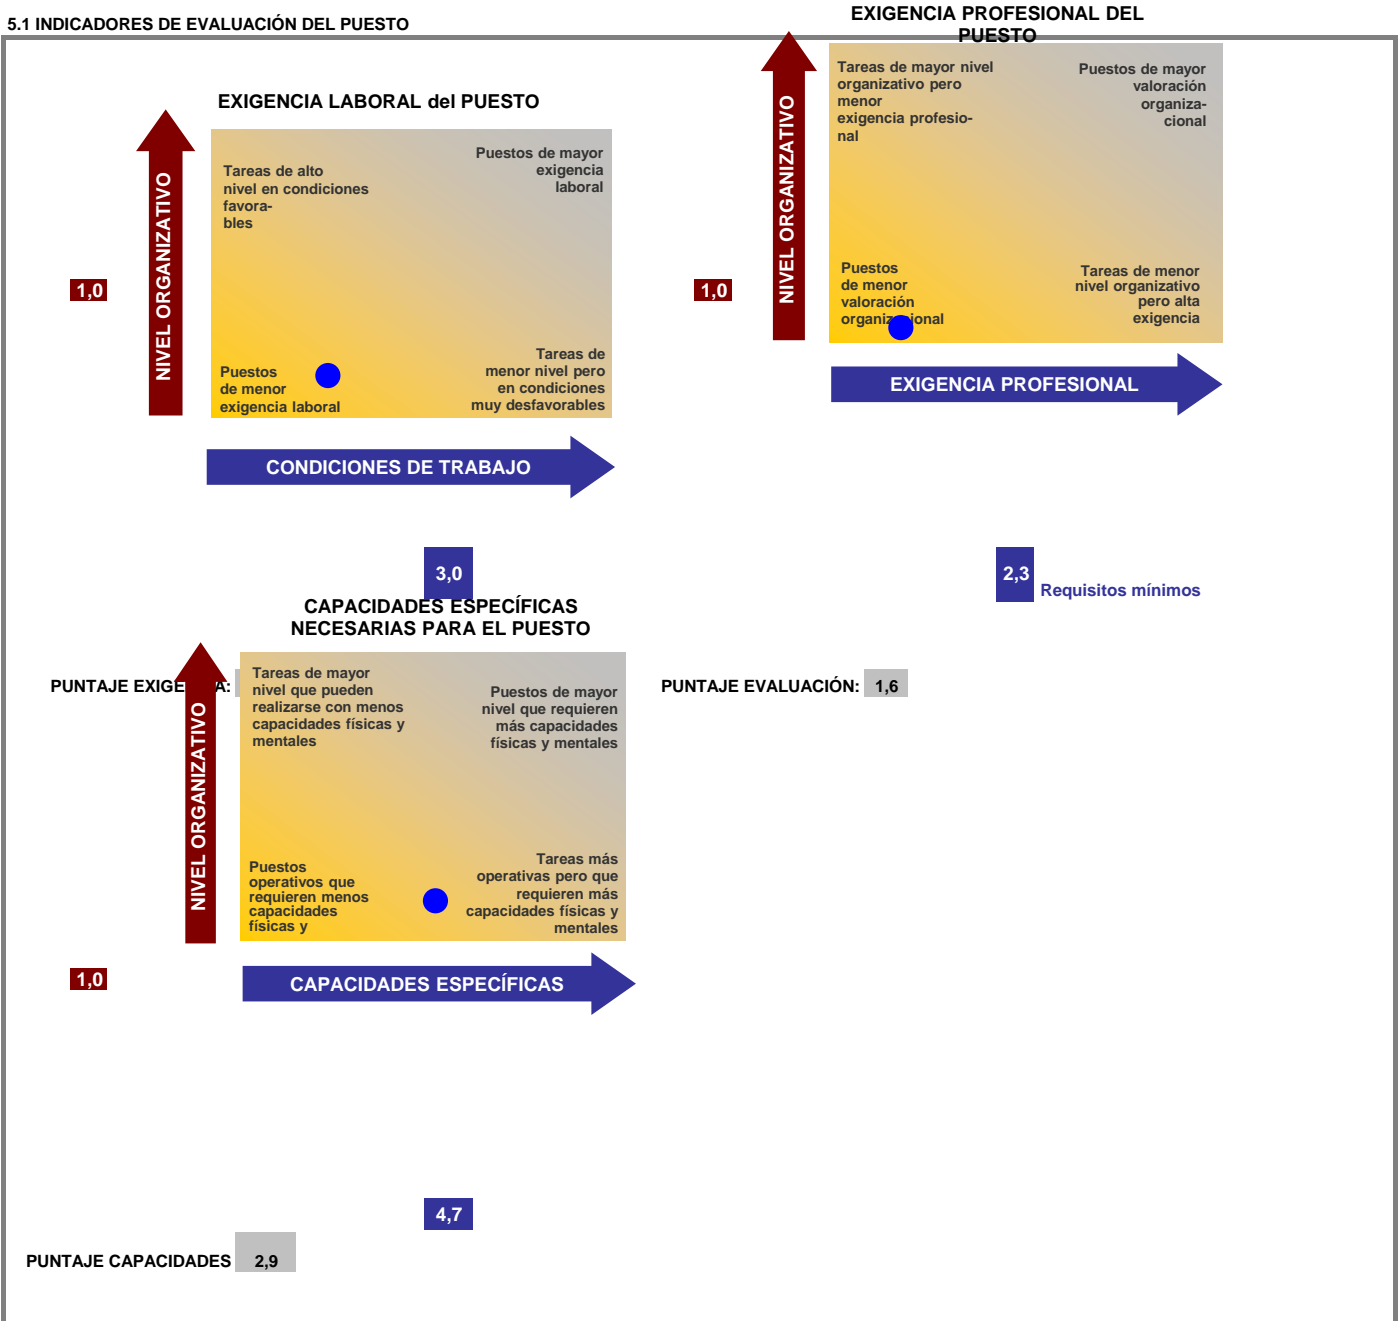 5.1 INDICADORES DE EVALUACIÓN DEL PUESTO
EXIGENCIA LABORAL del PUESTO
NIVEL ORGANIZATIVO
Tareas de alto
nivel en condiciones
favora-
bles
Puestos de mayor
exigencia
laboral
1,0
Puestos
de menor
exigencia laboral
Tareas de
menor nivel pero
en condiciones
muy desfavorables
CONDICIONES DE TRABAJO
3,0
EXIGENCIA PROFESIONAL DEL
PUESTO
NIVEL ORGANIZATIVO
Tareas de mayor nivel
organizativo pero
menor
exigencia profesio-
nal
Puestos de mayor
valoración
organiza-
cional
1,0
Puestos
de menor
valoración
organizacional
Tareas de menor
nivel organizativo
pero alta
exigencia
EXIGENCIA PROFESIONAL
2,3
Requisitos mínimos
CAPACIDADES ESPECÍFICAS
NECESARIAS PARA EL PUESTO
PUNTAJE EXIGENCIA:
PUNTAJE EVALUACIÓN: 1,6
NIVEL ORGANIZATIVO
Tareas de mayor
nivel que pueden
realizarse con menos
capacidades físicas y
mentales
Puestos de mayor
nivel que requieren
más capacidades
físicas y mentales
Puestos
operativos que
requieren menos
capacidades
físicas y
Tareas más
operativas pero que
requieren más
capacidades físicas y
mentales
1,0
CAPACIDADES ESPECÍFICAS
4,7
PUNTAJE CAPACIDADES 2,9